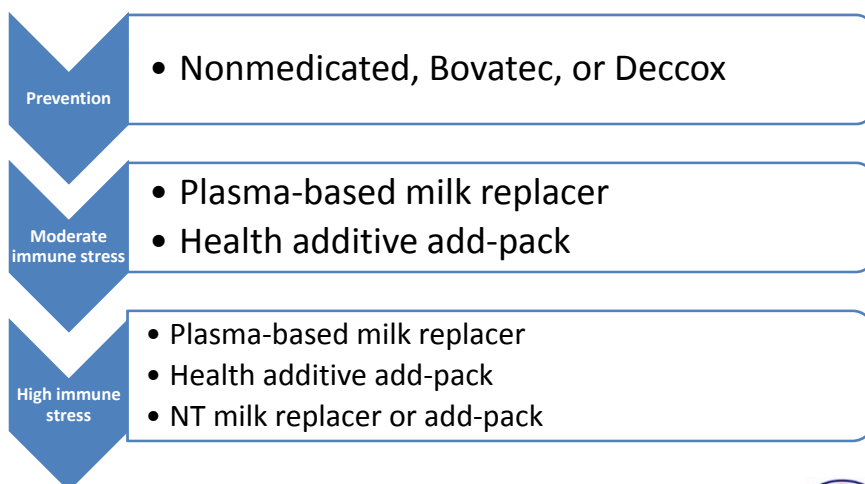 Prevention
• Nonmedicated, Bovatec, or Deccox
Moderate
immune stress
• Plasma-based milk replacer
• Health additive add-pack
High immune
stress
• Plasma-based milk replacer
• Health additive add-pack
• NT milk replacer or add-pack